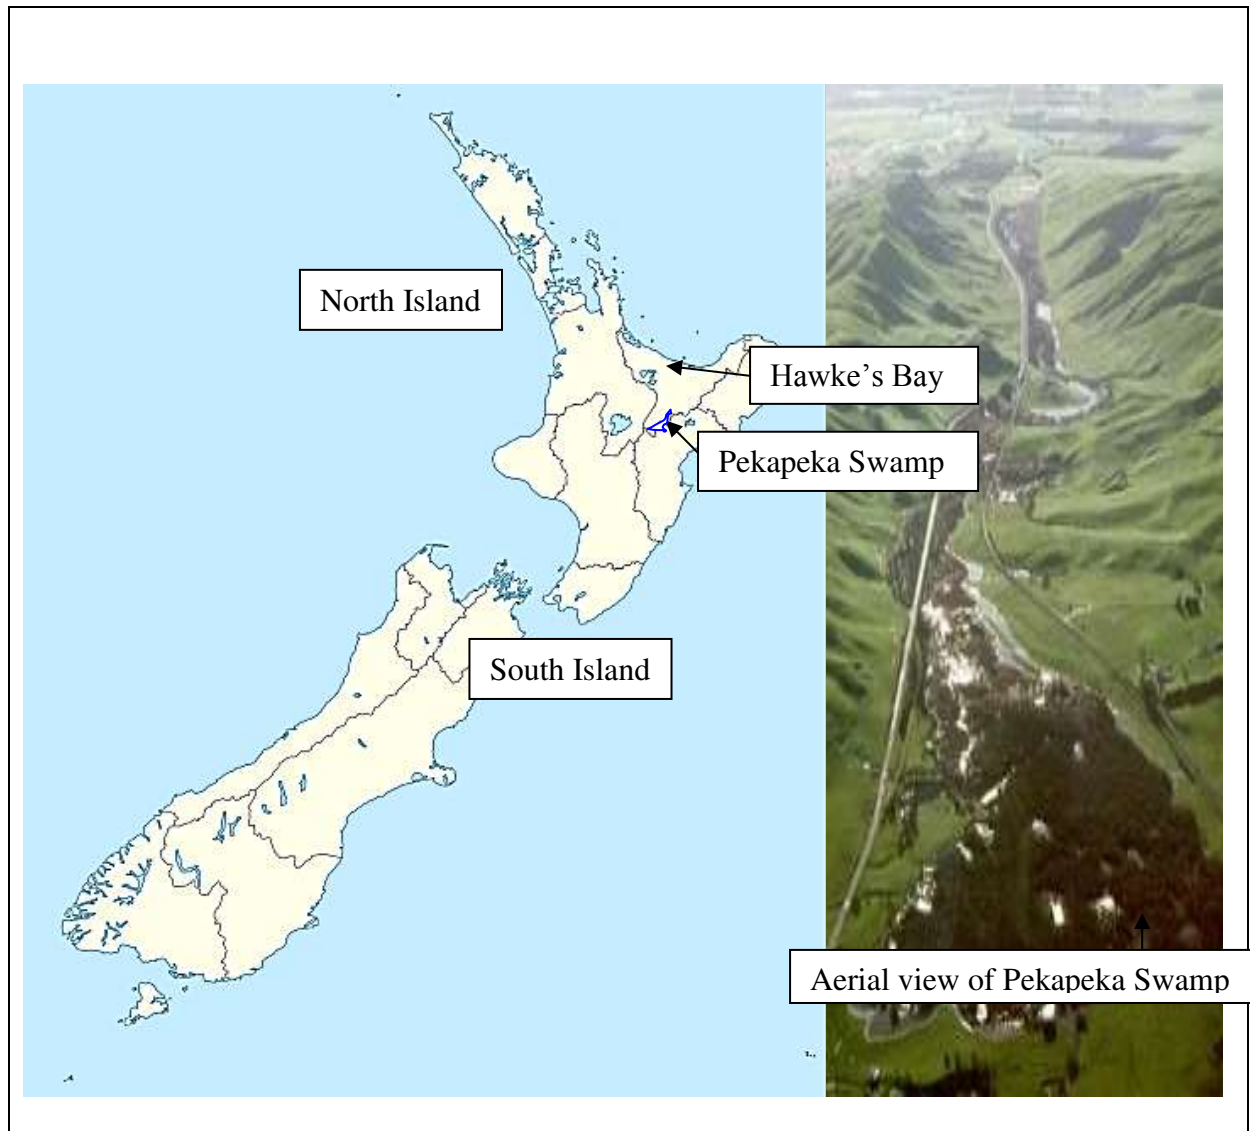 North Island
Hawke’s Bay
Pekapeka Swamp
South Island
Aerial view of Pekapeka Swamp